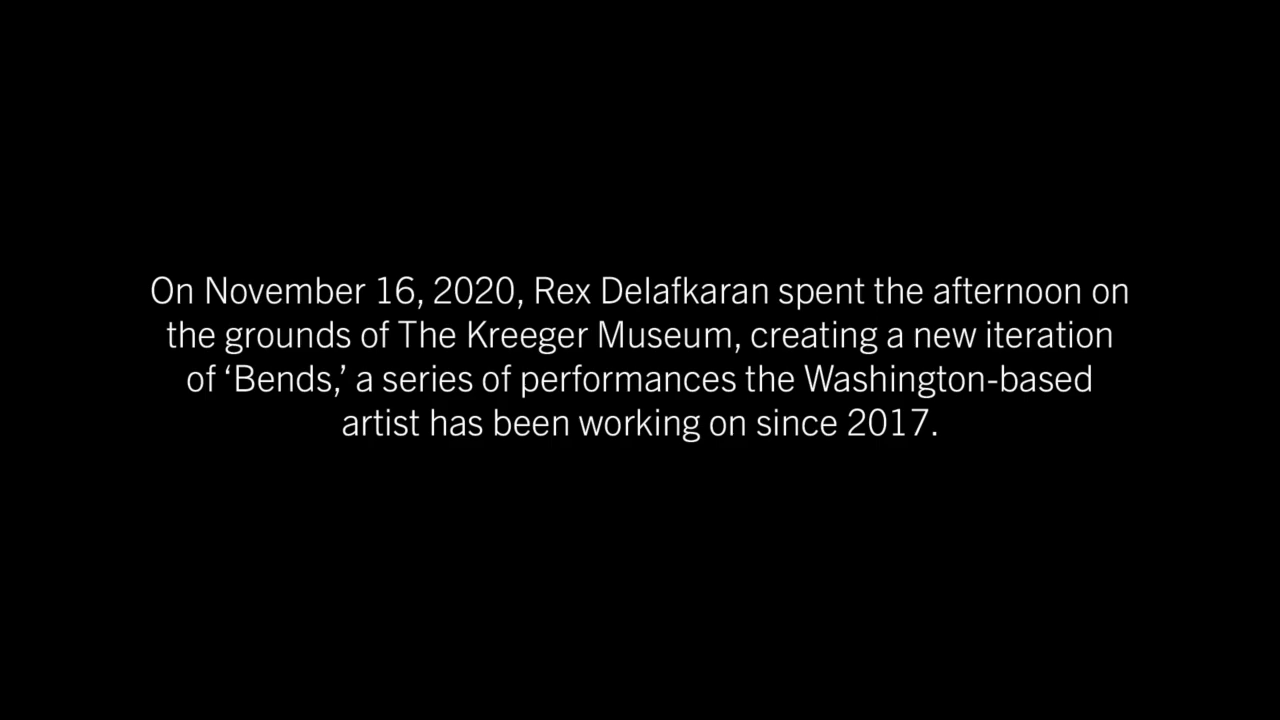 On November 16, 2020, Rex Delafkaran spent the afternoon on
the grounds of The Kreeger Museum, creating a new iteration
of ‘Bends,’ a series of performances the Washington-based
artist has been working on since 2017.